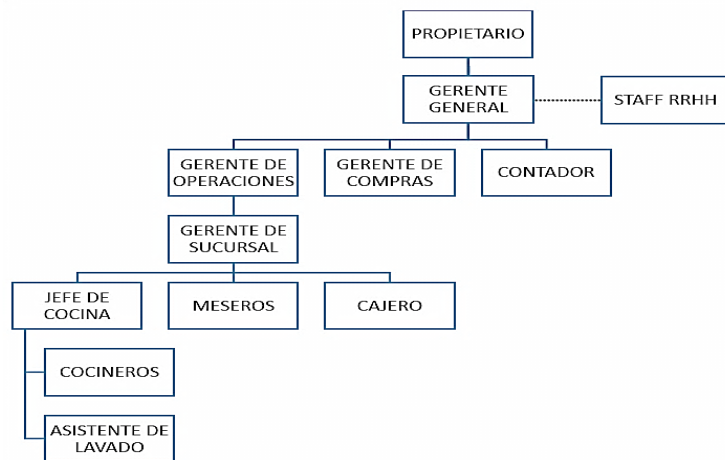 PROPIETARIO
GERENTE
GENERAL
STAFF RRHH
GERENTE DE
OPERACIONES
GERENTE DE
COMPRAS
CONTADOR
GERENTE DE
SUCURSAL
JEFE DE
COCINA
MESEROS
CAJERO
COCINEROS
ASISTENTE DE
LAVADO